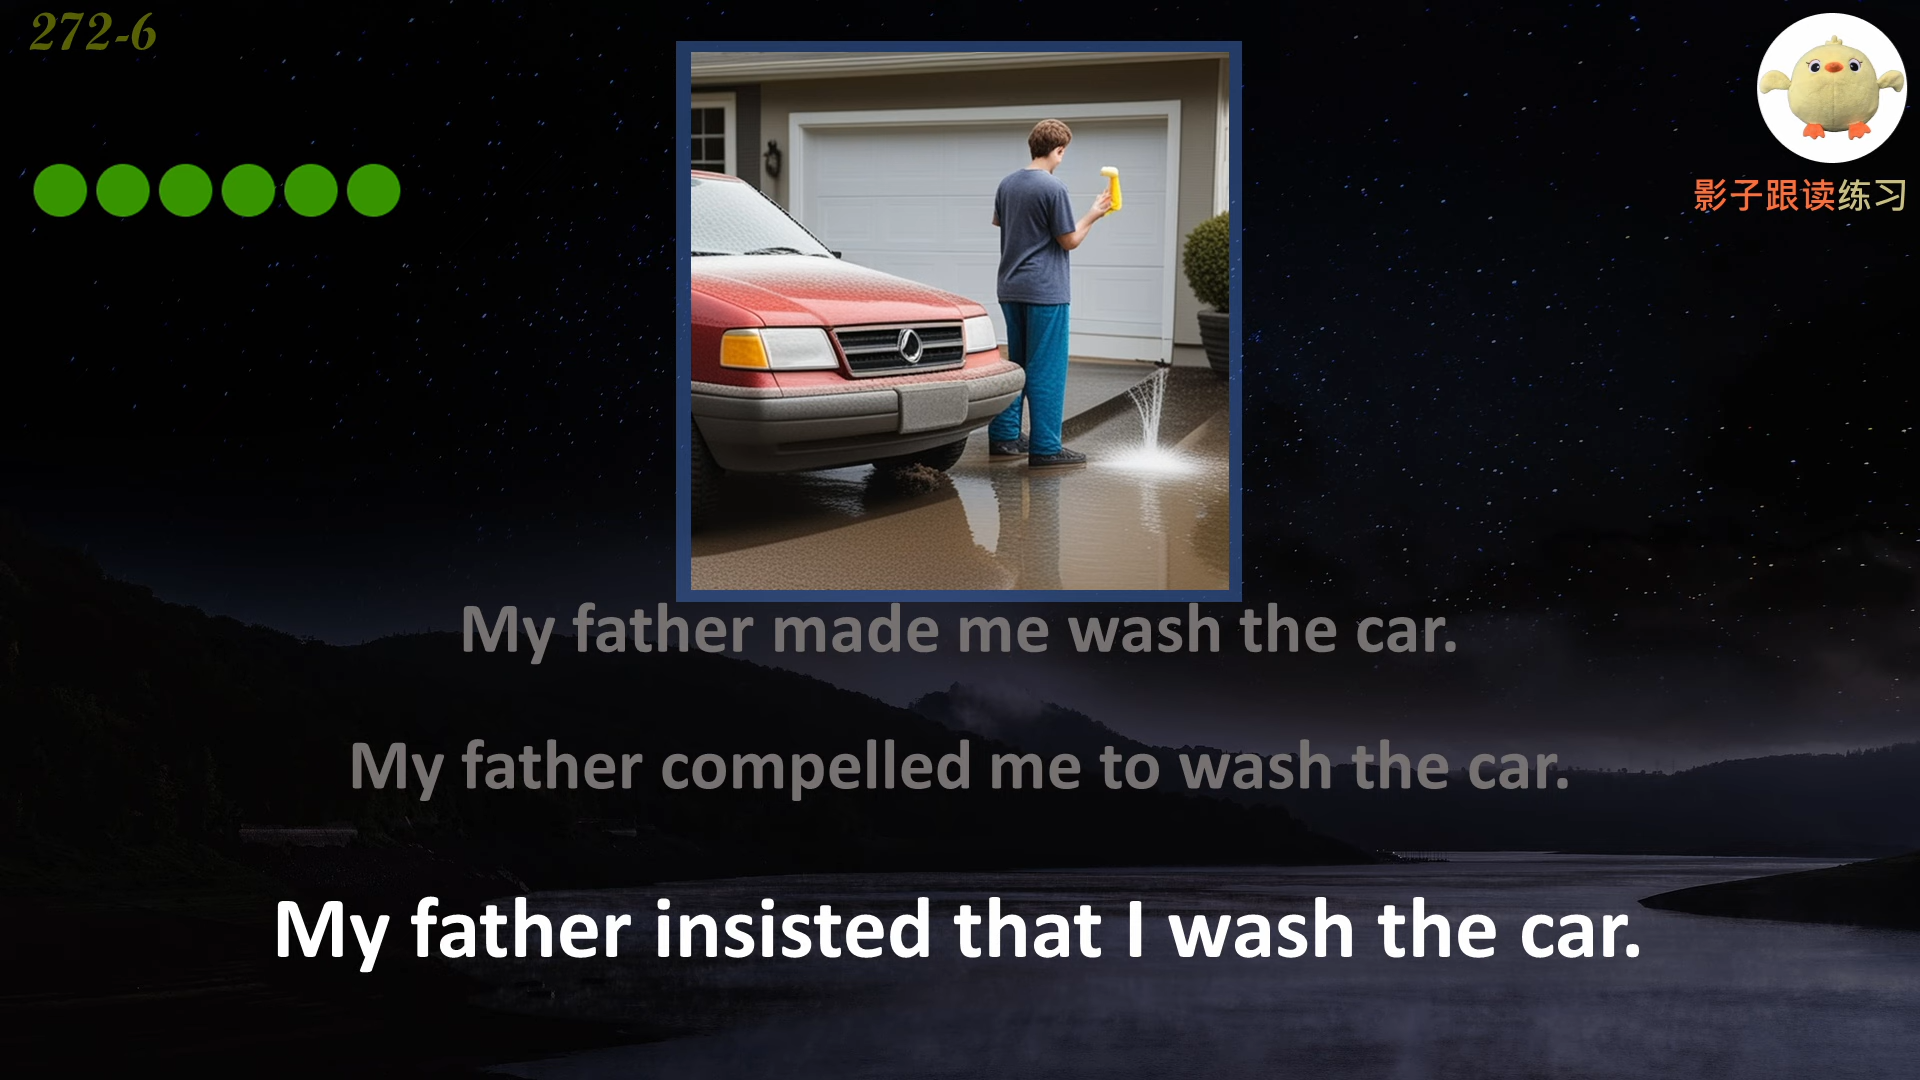 272-6
影子跟读练习
My father made me wash the car.
My father compelled me to wash the car.
My father insisted that I wash the car.